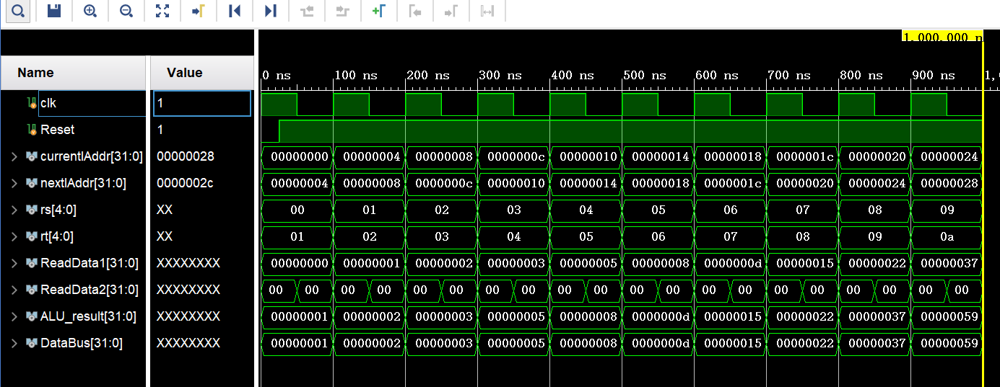 1,000.000 n
Name Value
0 ns 100 ns 200 ns 300 ns 400 ns 500 ns 600 ns 700 ns 800 ns 900 ns 1,
clk 1
Reset 1
currentIAddr[31:0] 00000028 00000000 00000004 00000008 0000000c 00000010 00000014 00000018 0000001c 00000020 00000024
nextIAddr[31:0] 0000002c 00000004 00000008 0000000c 00000010 00000014 00000018 0000001c 00000020 00000024 00000028
rs[4:0] XX 00 01 02 03 04 05 06 07 08 09
rt[4:0] XX 01 02 03 04 05 06 07 08 09 0a
ReadData1[31:0] XXXXXXXX 00000000 00000001 00000002 00000003 00000005 00000008 0000000d 00000015 00000022 00000037
ReadData2[31:0] XXXXXXXX 00 00 00 00 00 00 00 00 00 00 00 00 00 00 00 00 00 00 00 00
ALU_result[31:0] XXXXXXXX 00000001 00000002 00000003 00000005 00000008 0000000d 00000015 00000022 00000037 00000059
DataBus[31:0] XXXXXXXX 00000001 00000002 00000003 00000005 00000008 0000000d 00000015 00000022 00000037 00000059